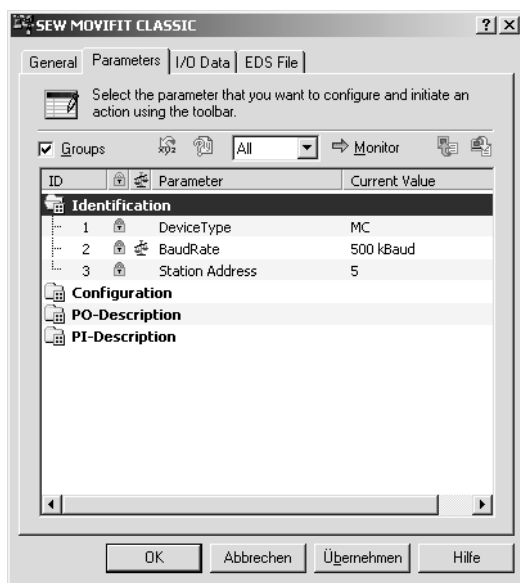 SEW MOVIFIT CLASSIC
General Parameters I/O Data EDS File
Select the parameter that you want to configure and initiate an
action using the toolbar.
Groups All Monitor
ID Parameter Current Value
Identification
1 DeviceType MC
2 BaudRate 500 kBaud
3 Station Address 5
Configuration
PO-Description
PI-Description
OK Abbrechen Übernehmen Hilfe